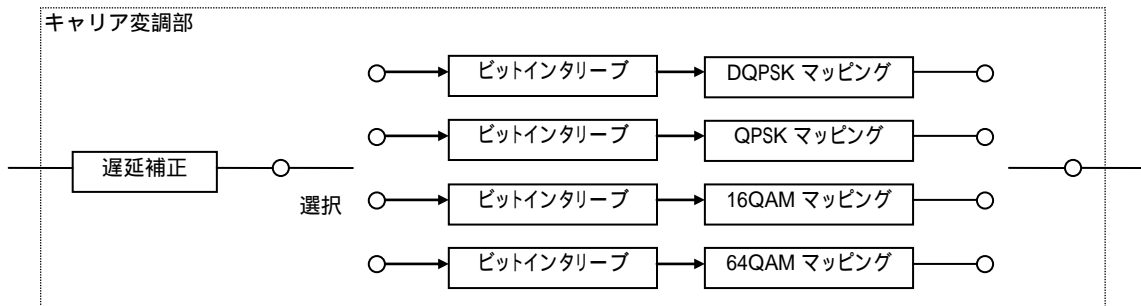 キャリア変調部
ビットインタリーブ
DQPSK マッピング
ビットインタリーブ
QPSK マッピング
遅延補正
選択
ビットインタリーブ
16QAM マッピング
ビットインタリーブ
64QAM マッピング